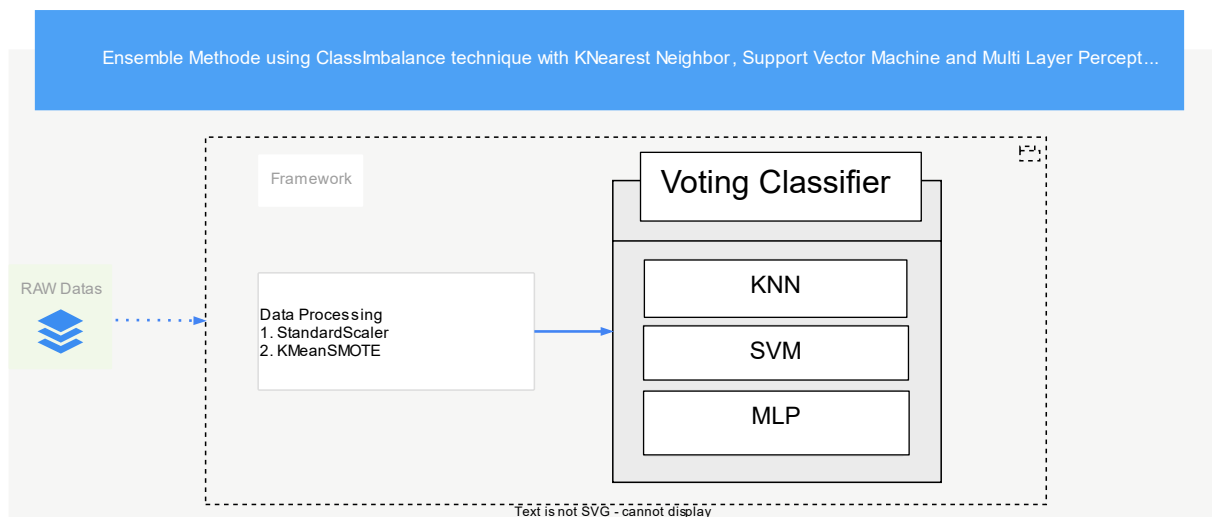 Ensemble Methode using ClassImbalance technique with KNearest Neighbor, Support Vector Machine and Multi Layer Percept...
Framework
Voting Classifier
RAW Datas
Data Processing
1. StandardScaler
2. KMeanSMOTE
KNN
SVM
MLP
Text is not SVG - cannot display